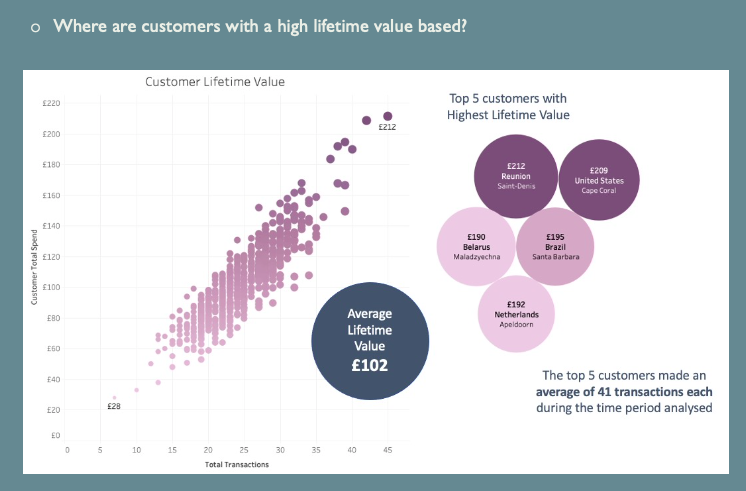 Where are customers with a high lifetime value based?
Customer Lifetime Value
£220
£200
£180
£160
£140
£120
£100
£80
£60
£40
£20
£0
Customer Total Spend
0 5 10 15 20 25 30 35 40 45
Total Transactions
£212
£28
Average
Lifetime
Value
£102
Top 5 customers with
Highest Lifetime Value
£212
Reunion
Saint-Denis
£209
United States
Cape Coral
£190
Belarus
Maladzyechna
£195
Brazil
Santa Barbara
£192
Netherlands
Apeldoorn
The top 5 customers made an
average of 41 transactions each
during the time period analysed